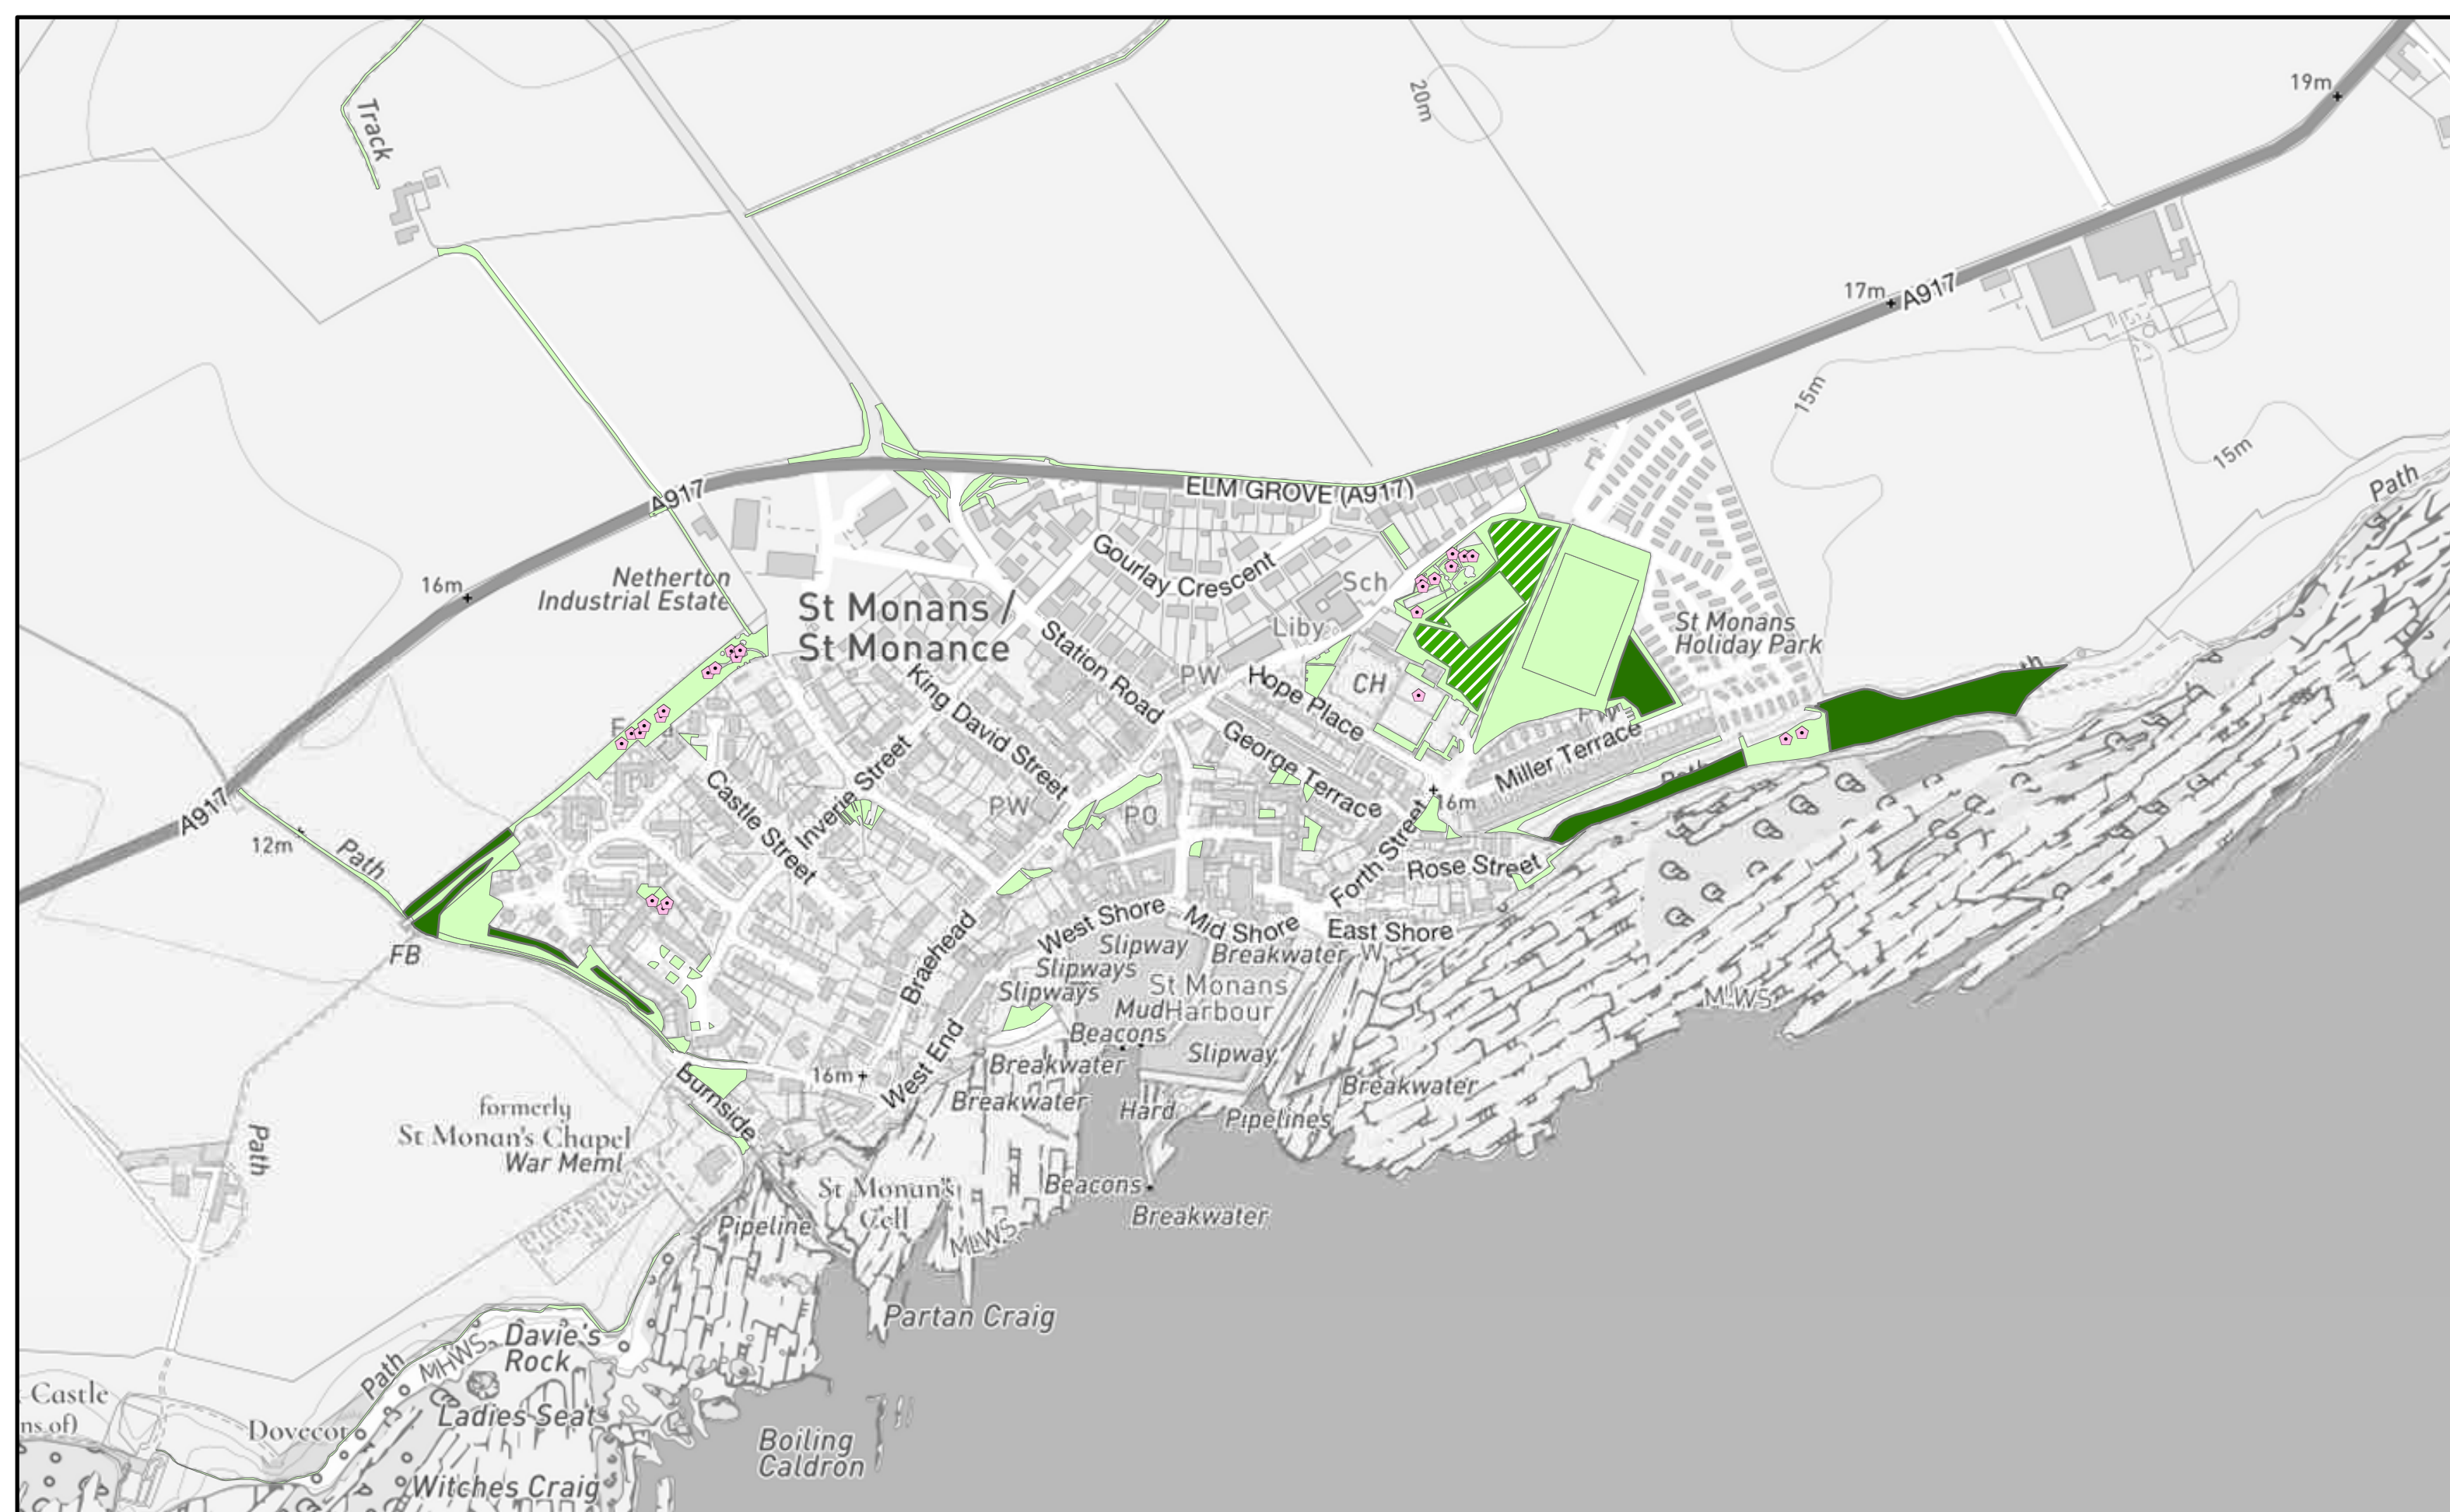 Track
20m
19m
17m
A917
15m
15m
Path
A917
ELM GROVE (A917)
16m
Netherton
Industrial Estate
St Monans /
St Monance
Gourlay Crescent
Sch
Liby
Station Road
PW
Hope Place
CH
St Monans
Holiday Park
King David Street
George Terrace
Miller Terrace
Castle Street
Inverie Street
PW
PO
16m
Forth Street
Rose Street
A917
12m
Path
FB
Braehead
West Shore
Mid Shore
East Shore
Slipway
Breakwater
W
Slipways
Slipways
St Monans
Harbour
Mud
Beacons
Breakwater
Slipway
MLWS
West End
16m
Burnside
Breakwater
Hard
Breakwater
Pipelines
formerly
St Monan's Chapel
War Meml
Path
St Monan's
Cell
Beacons
Breakwater
Pipeline
MLWS
Partan Craig
Davie's
Rock
MHWS
Path
Castle
ns of)
Dovecot
Ladies Seat
Boiling
Caldron
Witches Craig